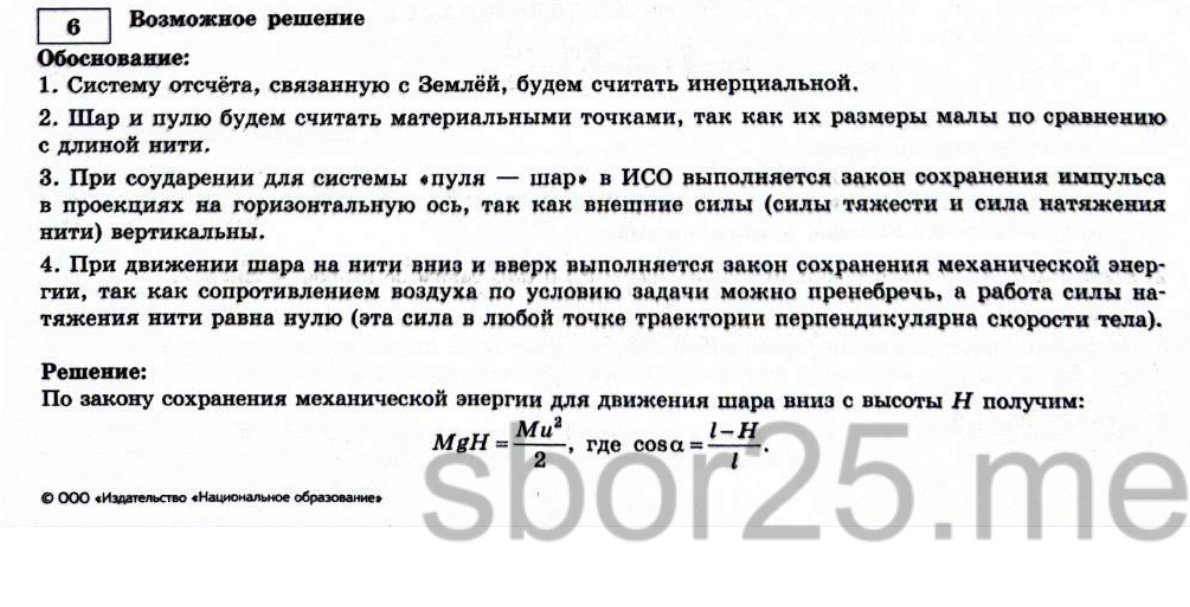 6 Возможное решение
Обоснование:
1. Систему отсчёта, связанную с Землёй, будем считать инерциальной.
2. Шар и пулю будем считать материальными точками, так как их размеры малы по сравнению
с длиной нити.
3. При соударении для системы «пуля — шар» в ИСО выполняется закон сохранения импульса
в проекциях на горизонтальную ось, так как внешние силы (силы тяжести и сила натяжения
нити) вертикальны.
4. При движении шара на нити вниз и вверх выполняется закон сохранения механической энер-
гии, так как сопротивлением воздуха по условию задачи можно пренебречь, а работа силы на-
тяжения нити равна нулю (эта сила в любой точке траектории перпендикулярна скорости тела).
Решение:
По закону сохранения механической энергии для движения шара вниз с высоты H получим:
MgH = Mu²/2, где cosα = (l−H)/l.
© ООО «Издательство «Национальное образование»
sbor25.me